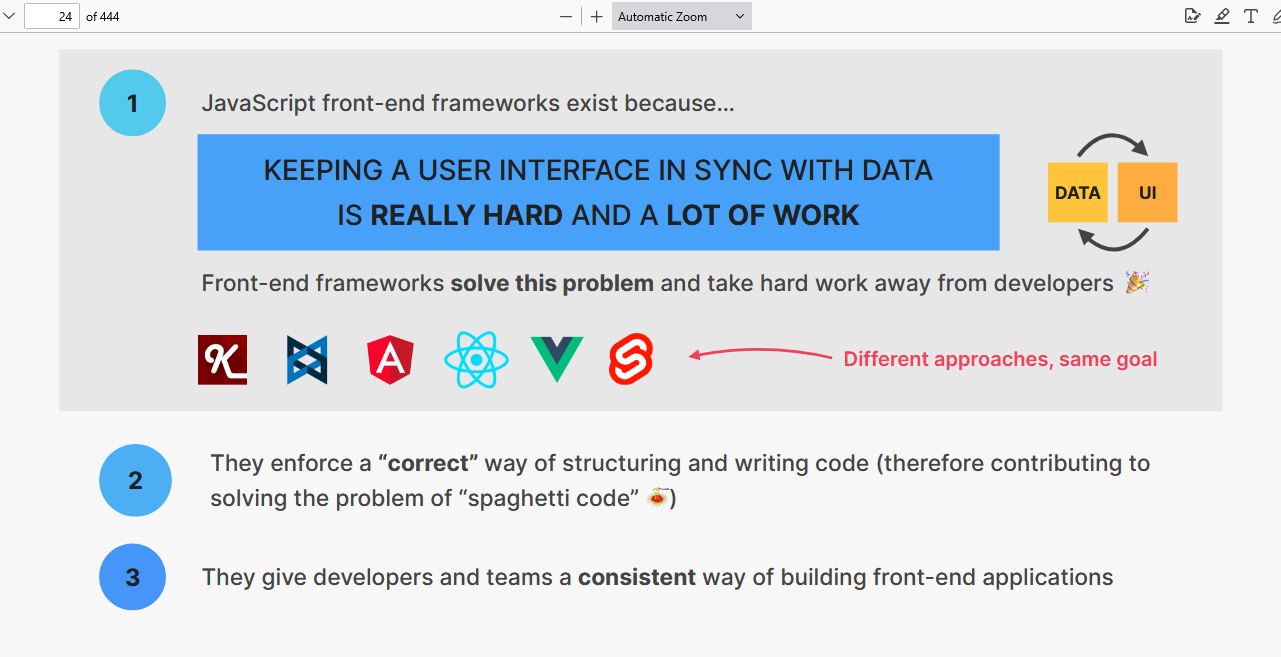 24 of 444
Automatic Zoom
1
JavaScript front-end frameworks exist because...
KEEPING A USER INTERFACE IN SYNC WITH DATA
IS REALLY HARD AND A LOT OF WORK
DATA UI
Front-end frameworks solve this problem and take hard work away from developers 🎉
Different approaches, same goal
2
They enforce a “correct” way of structuring and writing code (therefore contributing to
solving the problem of “spaghetti code” 🍝)
3
They give developers and teams a consistent way of building front-end applications